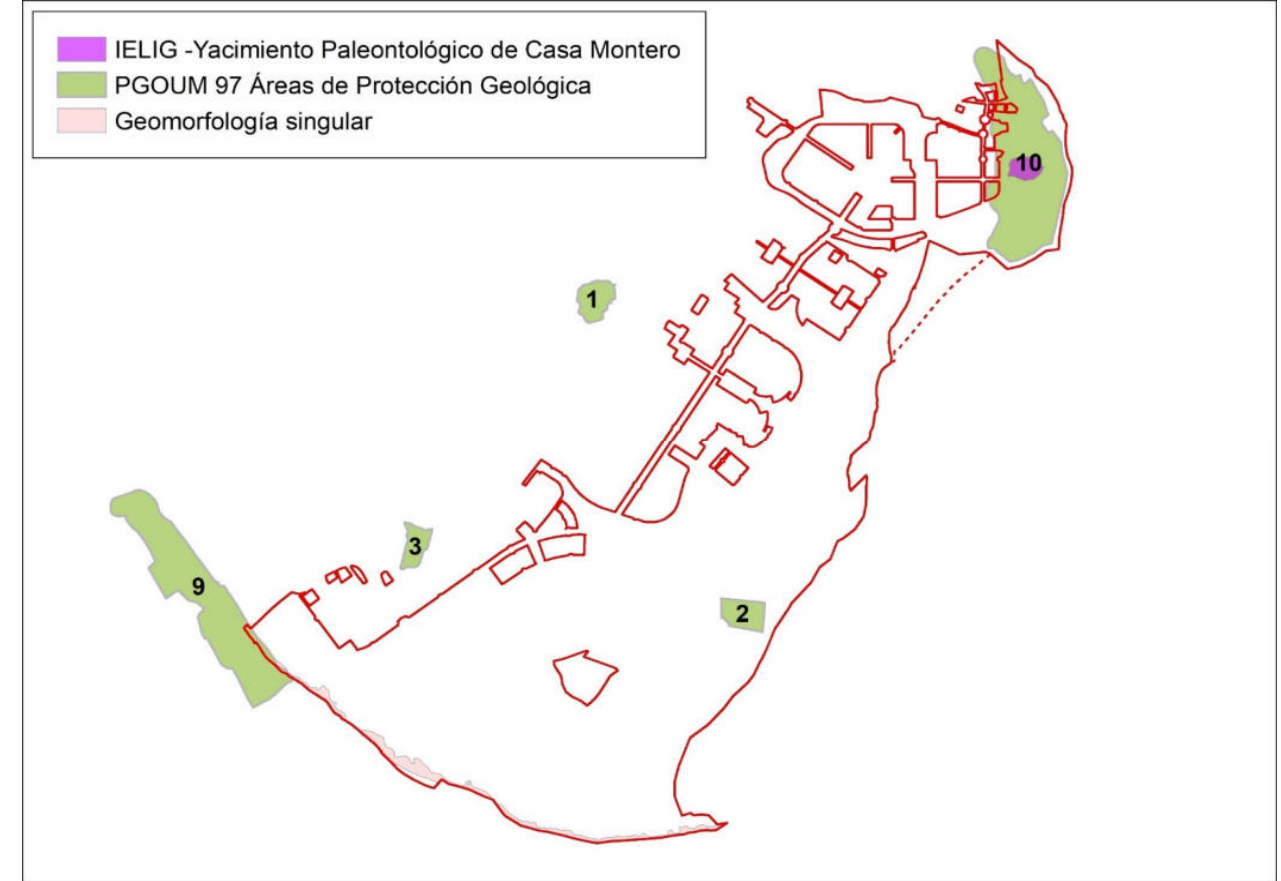 IELIG -Yacimiento Paleontológico de Casa Montero
PGOUM 97 Áreas de Protección Geológica
Geomorfología singular
10
1
3
9
2